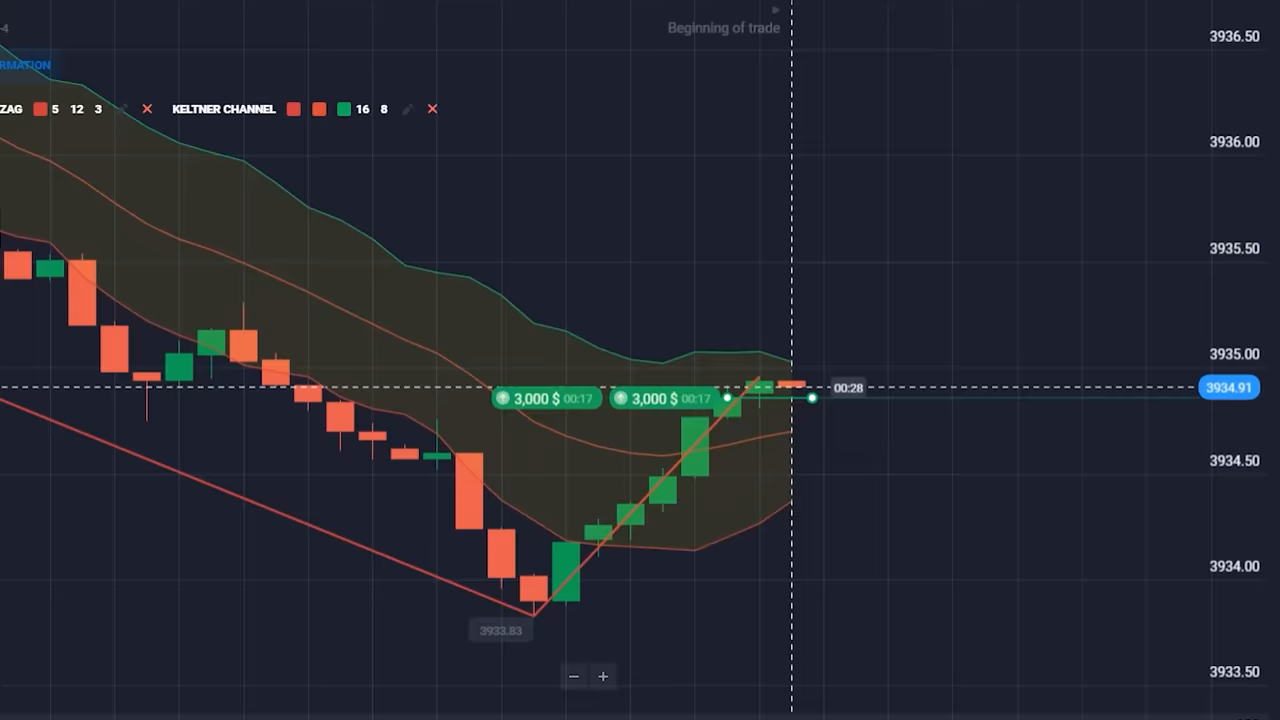 -4
Beginning of trade
3936.50
RMATION
ZAG 5 12 3 KELTNER CHANNEL 16 8
3936.00
3935.50
3935.00
00:28
3934.91
3,000 $ 00:17 3,000 $ 00:17
3934.50
3934.00
3933.83
3933.50